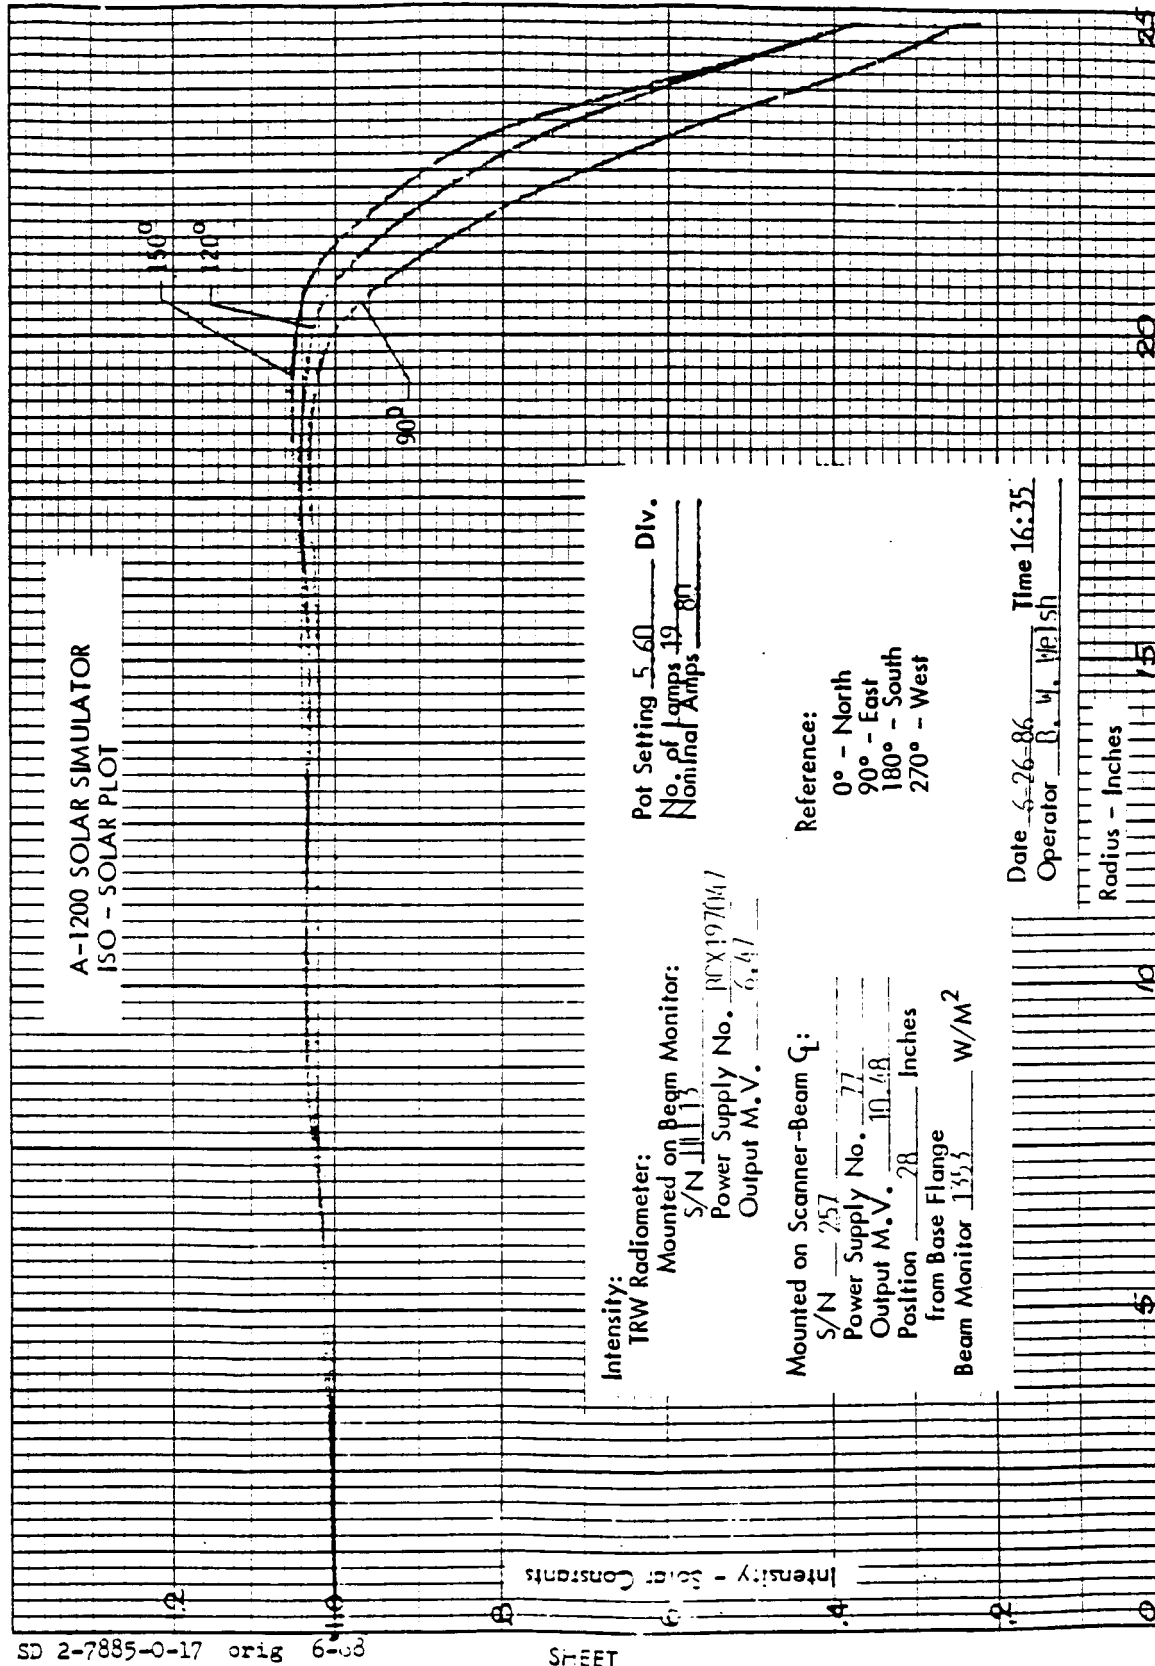 A-1200 SOLAR SIMULATOR
ISO - SOLAR PLOT
150°
120°
90°
Intensity:
TRW Radiometer:
Mounted on Beam Monitor:
S/N 13
Power Supply No.
Output M.V. 6.47
Mounted on Scanner-Beam CL:
S/N 257
Power Supply No. 77
Output M.V. 10.48
Position 28 Inches
from Base Flange
Beam Monitor 1353 W/M²
Pot Setting 5.60 Div.
No. of Lamps 19
Nominal Amps 80
Reference:
0° - North
90° - East
180° - South
270° - West
Date 6-26-86 Time 16:35
Operator B. W. Welsh
Radius - Inches
Intensity - Solar Constants
1.2
1.0
.8
.6
.4
.2
0
5
10
15
20
25
SD 2-7885-0-17 orig 6-68
SHEET